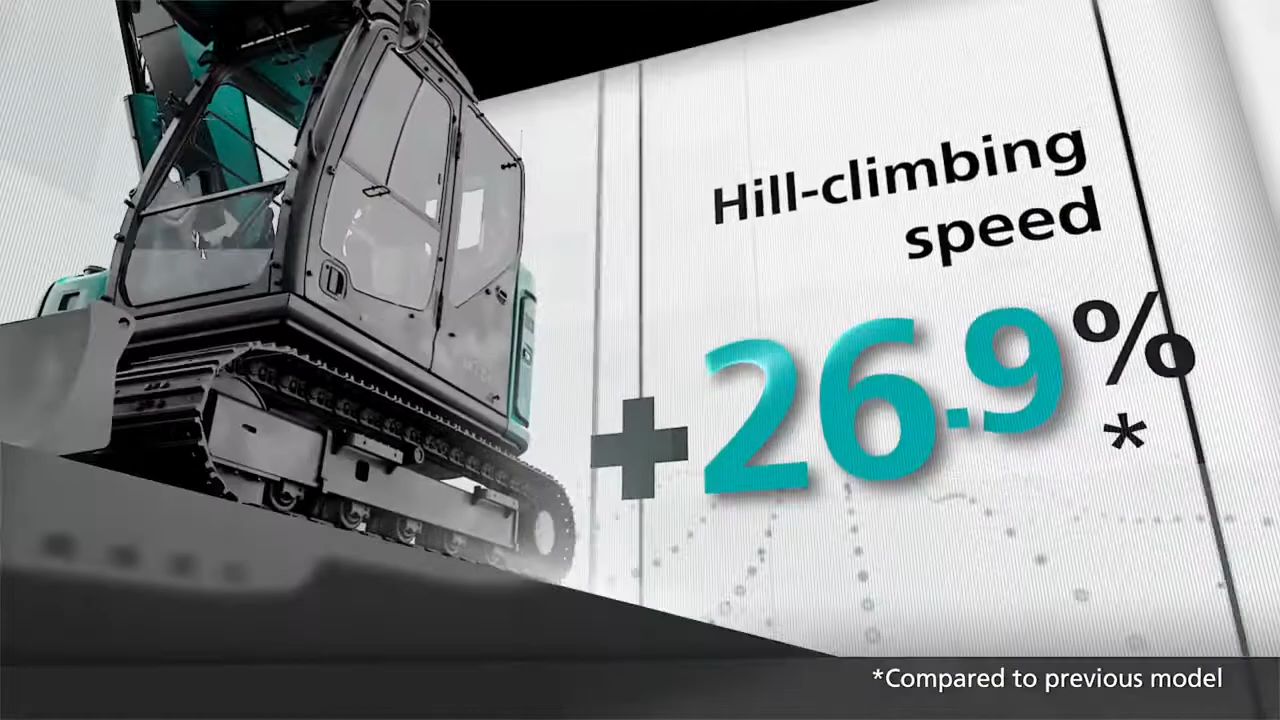 Hill-climbing
speed
+26.9%
*
*Compared to previous model